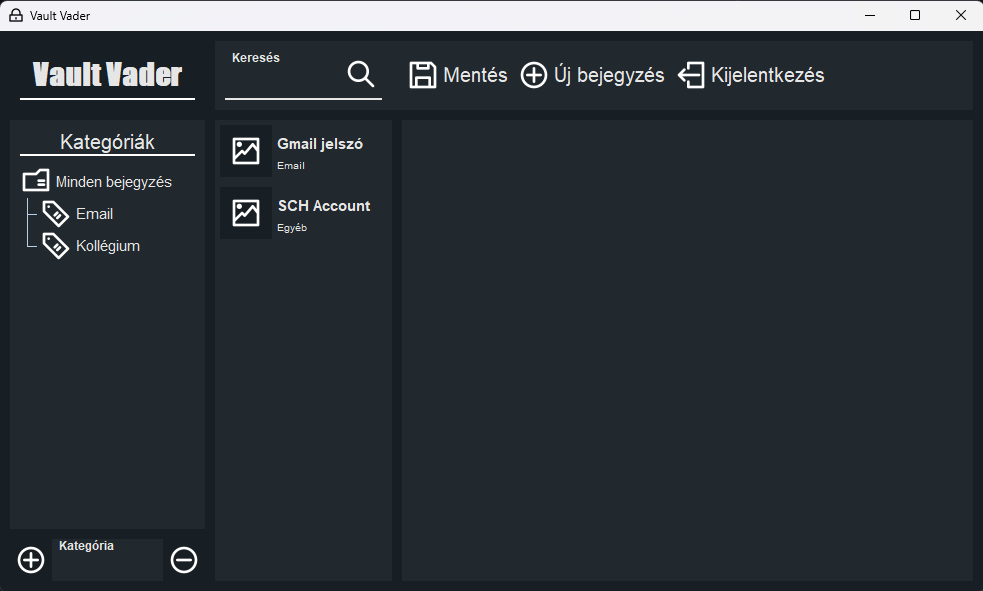 Vault Vader
Vault Vader
Keresés
Mentés
Új bejegyzés
Kijelentkezés
Kategóriák
Minden bejegyzés
Email
Kollégium
Gmail jelszó
Email
SCH Account
Egyéb
Kategória